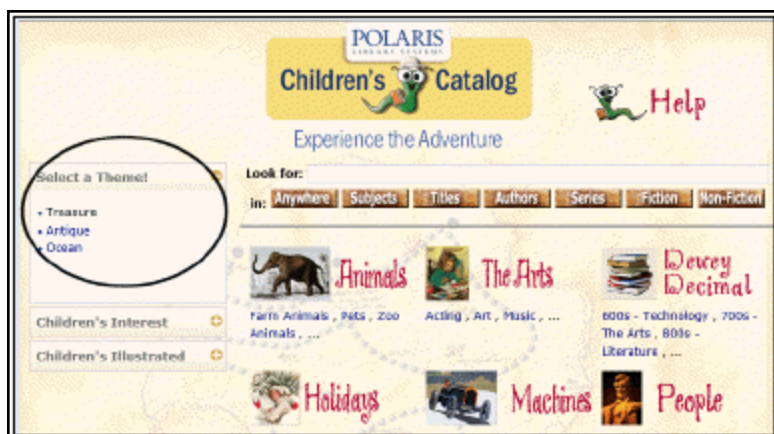 POLARIS
LIBRARY SYSTEMS
Children's Catalog
Help
Experience the Adventure
Select a Theme!
Treasure
Antique
Ocean
Children's Interest
Children's Illustrated
Look for:
in: Anywhere Subjects Titles Authors Series Fiction Non-Fiction
Animals
Farm Animals , Pets , Zoo
Animals , ...
The Arts
Acting , Art , Music , ...
Dewey
Decimal
600s - Technology , 700s -
The Arts , 800s -
Literature , ...
Holidays
Machines
People